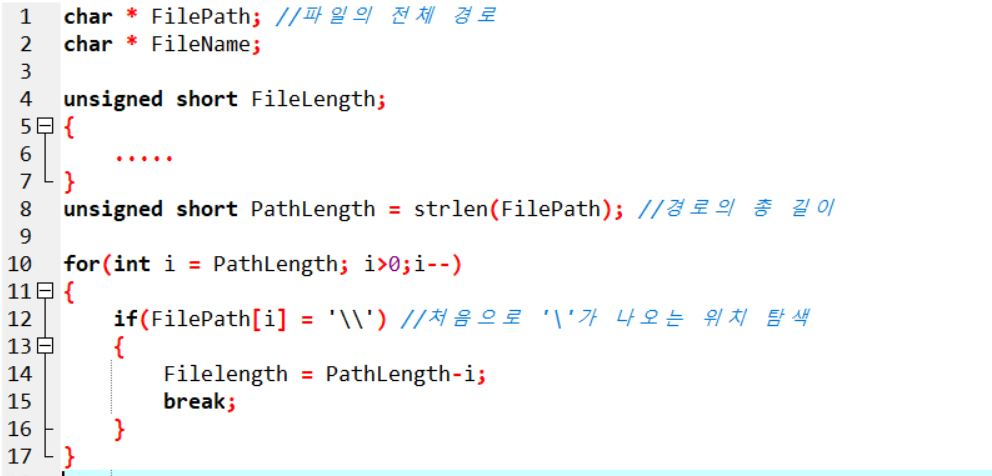 1 char * FilePath; //파일의 전체 경로
2 char * FileName;
3
4 unsigned short FileLength;
5 {
6 .....
7 }
8 unsigned short PathLength = strlen(FilePath); //경로의 총 길이
9
10 for(int i = PathLength; i>0;i--)
11 {
12 if(FilePath[i] = '\\') //처음으로 '\'가 나오는 위치 탐색
13 {
14 Filelength = PathLength-i;
15 break;
16 }
17 }